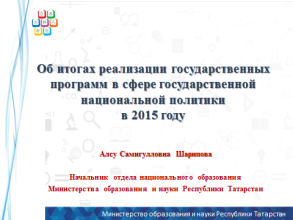 Об итогах реализации государственных
программ в сфере государственной
национальной политики
в 2015 году
Алсу Самигулловна Шарипова
Начальник отдела национального образования
Министерства образования и науки Республики Татарстан
Министерство образования и науки Республики Татарстан